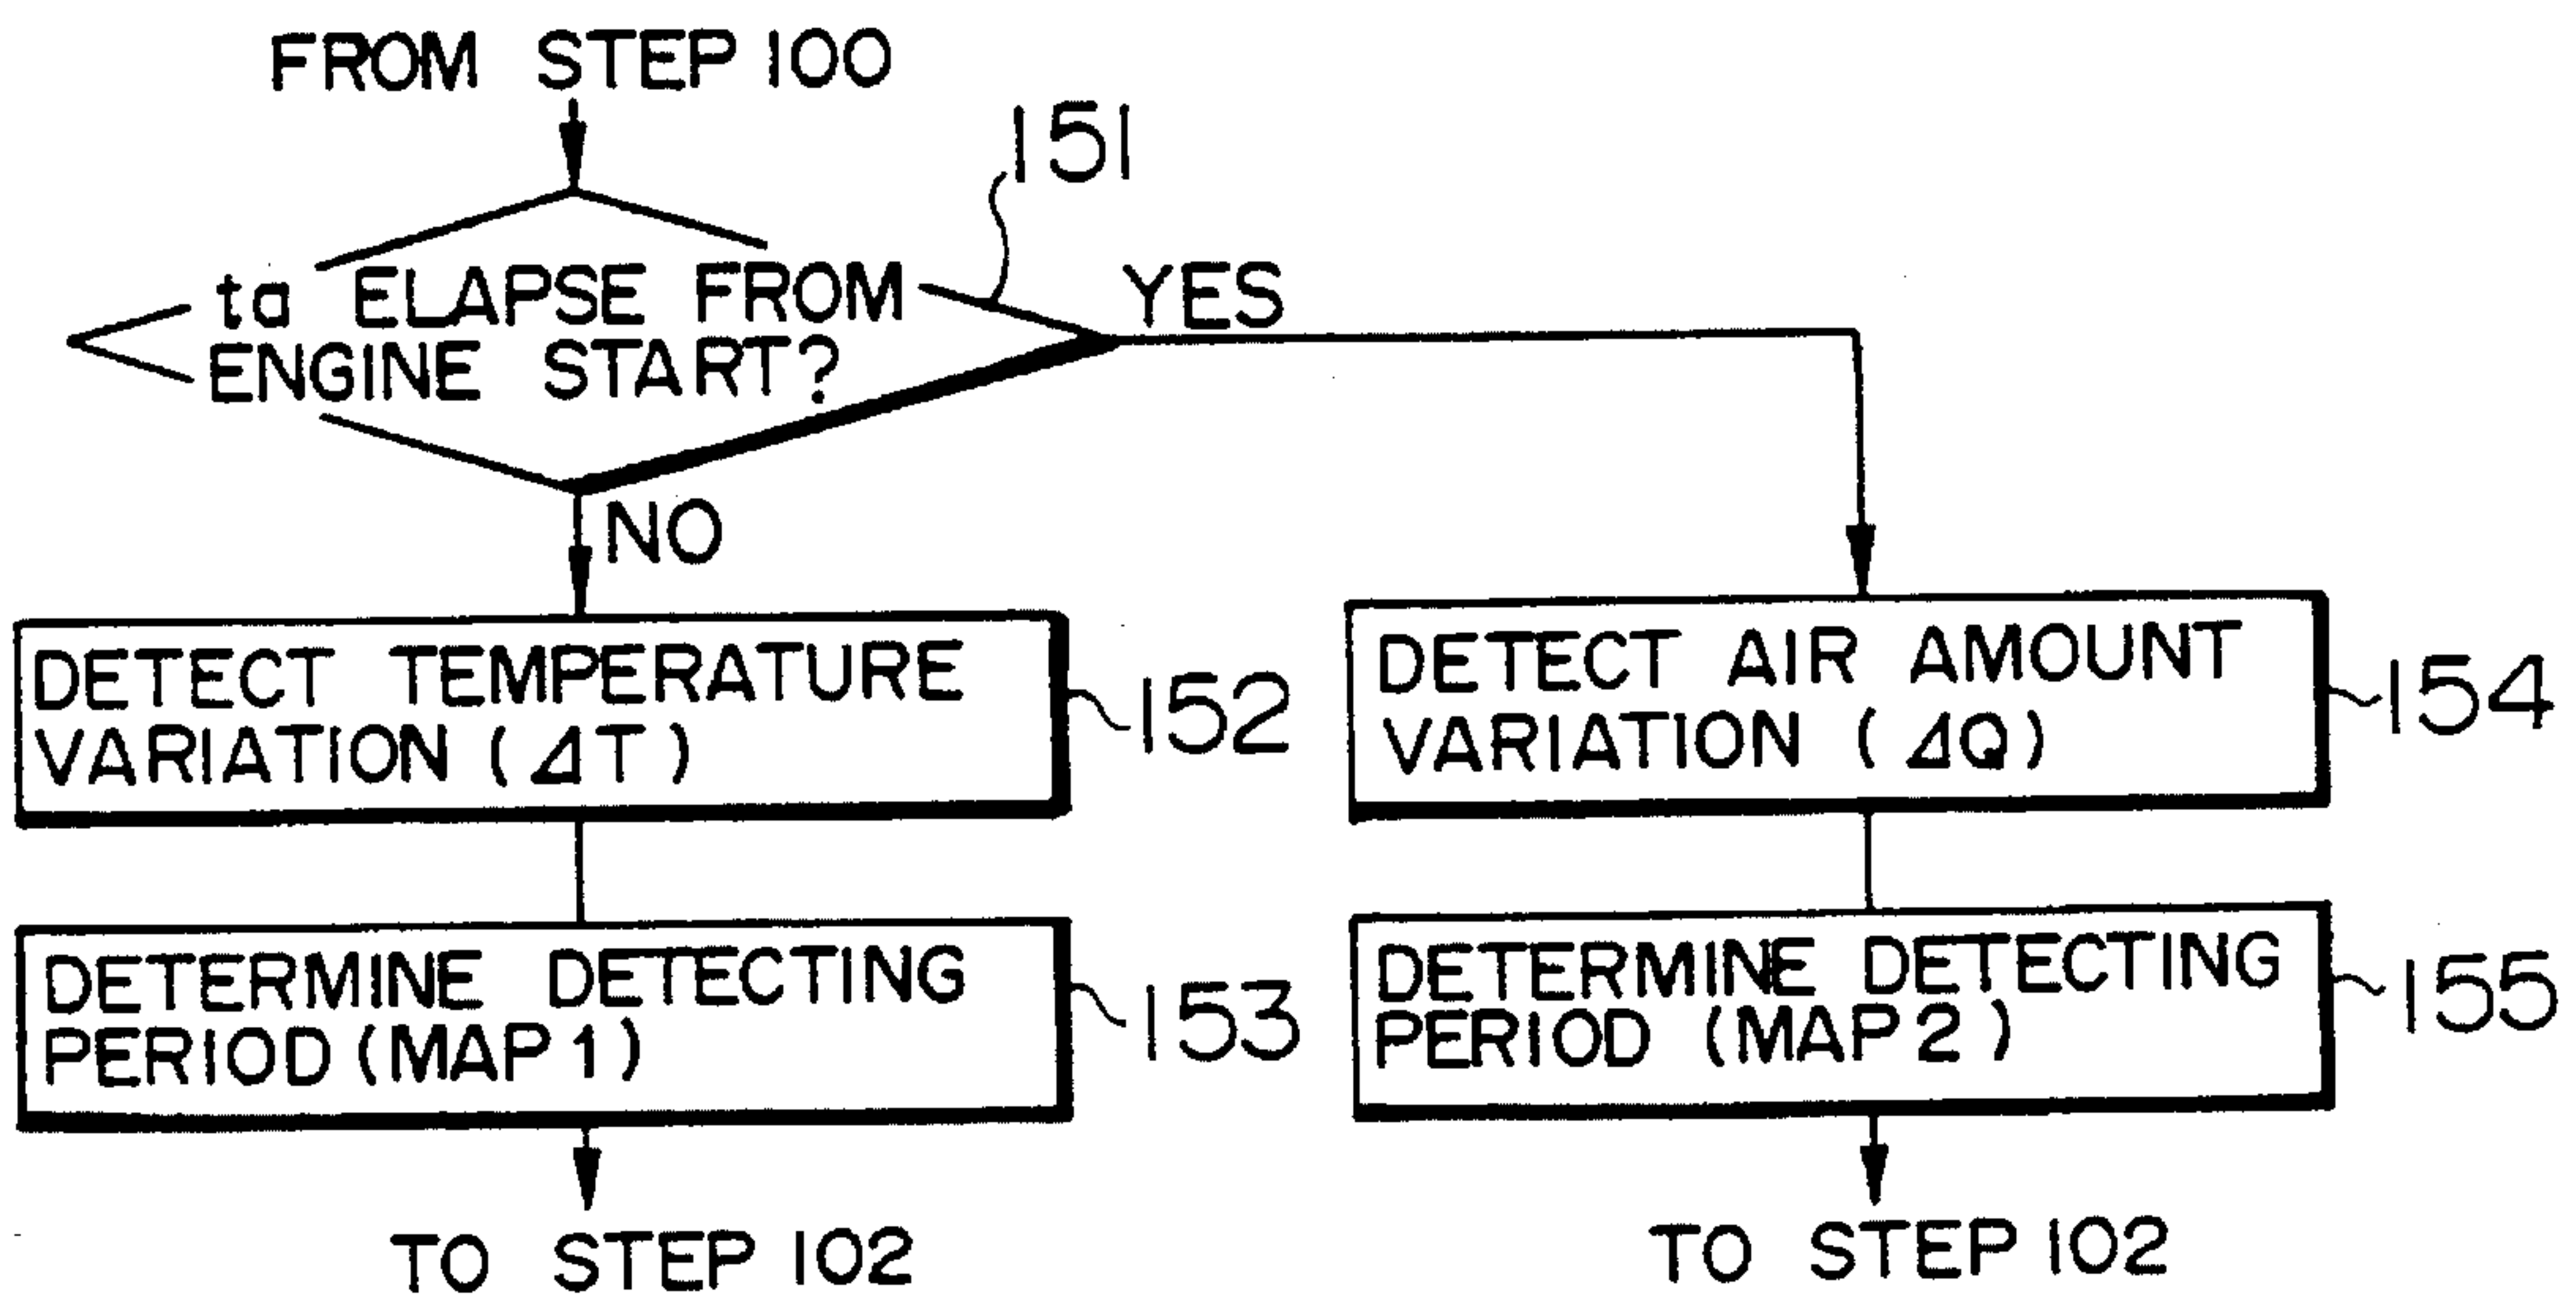 FROM STEP 100
151
ta ELAPSE FROM
ENGINE START?
YES
NO
DETECT TEMPERATURE
VARIATION (ΔT)
152
DETECT AIR AMOUNT
VARIATION (ΔQ)
154
DETERMINE DETECTING
PERIOD (MAP 1)
153
DETERMINE DETECTING
PERIOD (MAP 2)
155
TO STEP 102
TO STEP 102